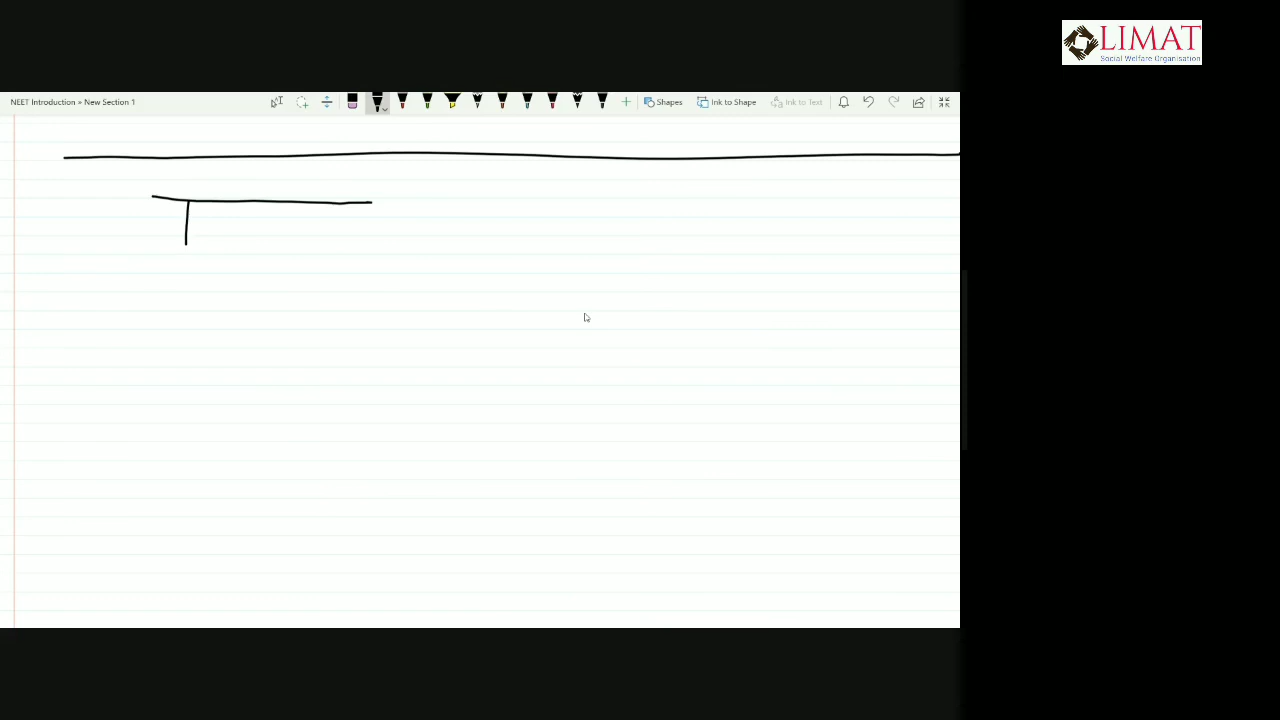 LIMAT
Social Welfare Organisation
NEET Introduction » New Section 1
Shapes
Ink to Shape
Ink to Text